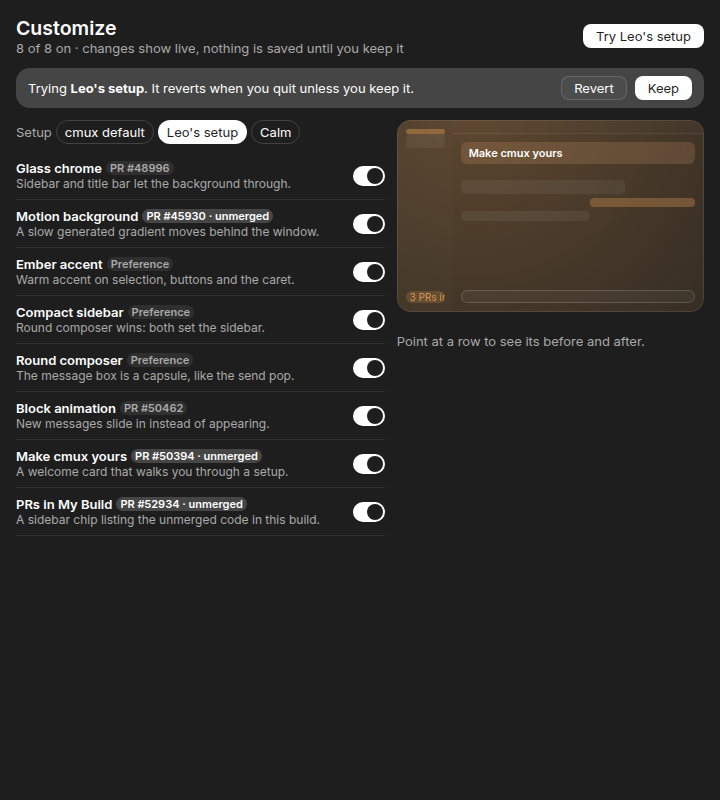 Customize
8 of 8 on · changes show live, nothing is saved until you keep it
Try Leo's setup
Trying Leo's setup. It reverts when you quit unless you keep it.
Revert
Keep
Setup
cmux default
Leo's setup
Calm
Glass chrome PR #48996
Sidebar and title bar let the background through.
Motion background PR #45930 · unmerged
A slow generated gradient moves behind the window.
Ember accent Preference
Warm accent on selection, buttons and the caret.
Compact sidebar Preference
Round composer wins: both set the sidebar.
Round composer Preference
The message box is a capsule, like the send pop.
Block animation PR #50462
New messages slide in instead of appearing.
Make cmux yours PR #50394 · unmerged
A welcome card that walks you through a setup.
PRs in My Build PR #52934 · unmerged
A sidebar chip listing the unmerged code in this build.
Make cmux yours
3 PRs
Point at a row to see its before and after.